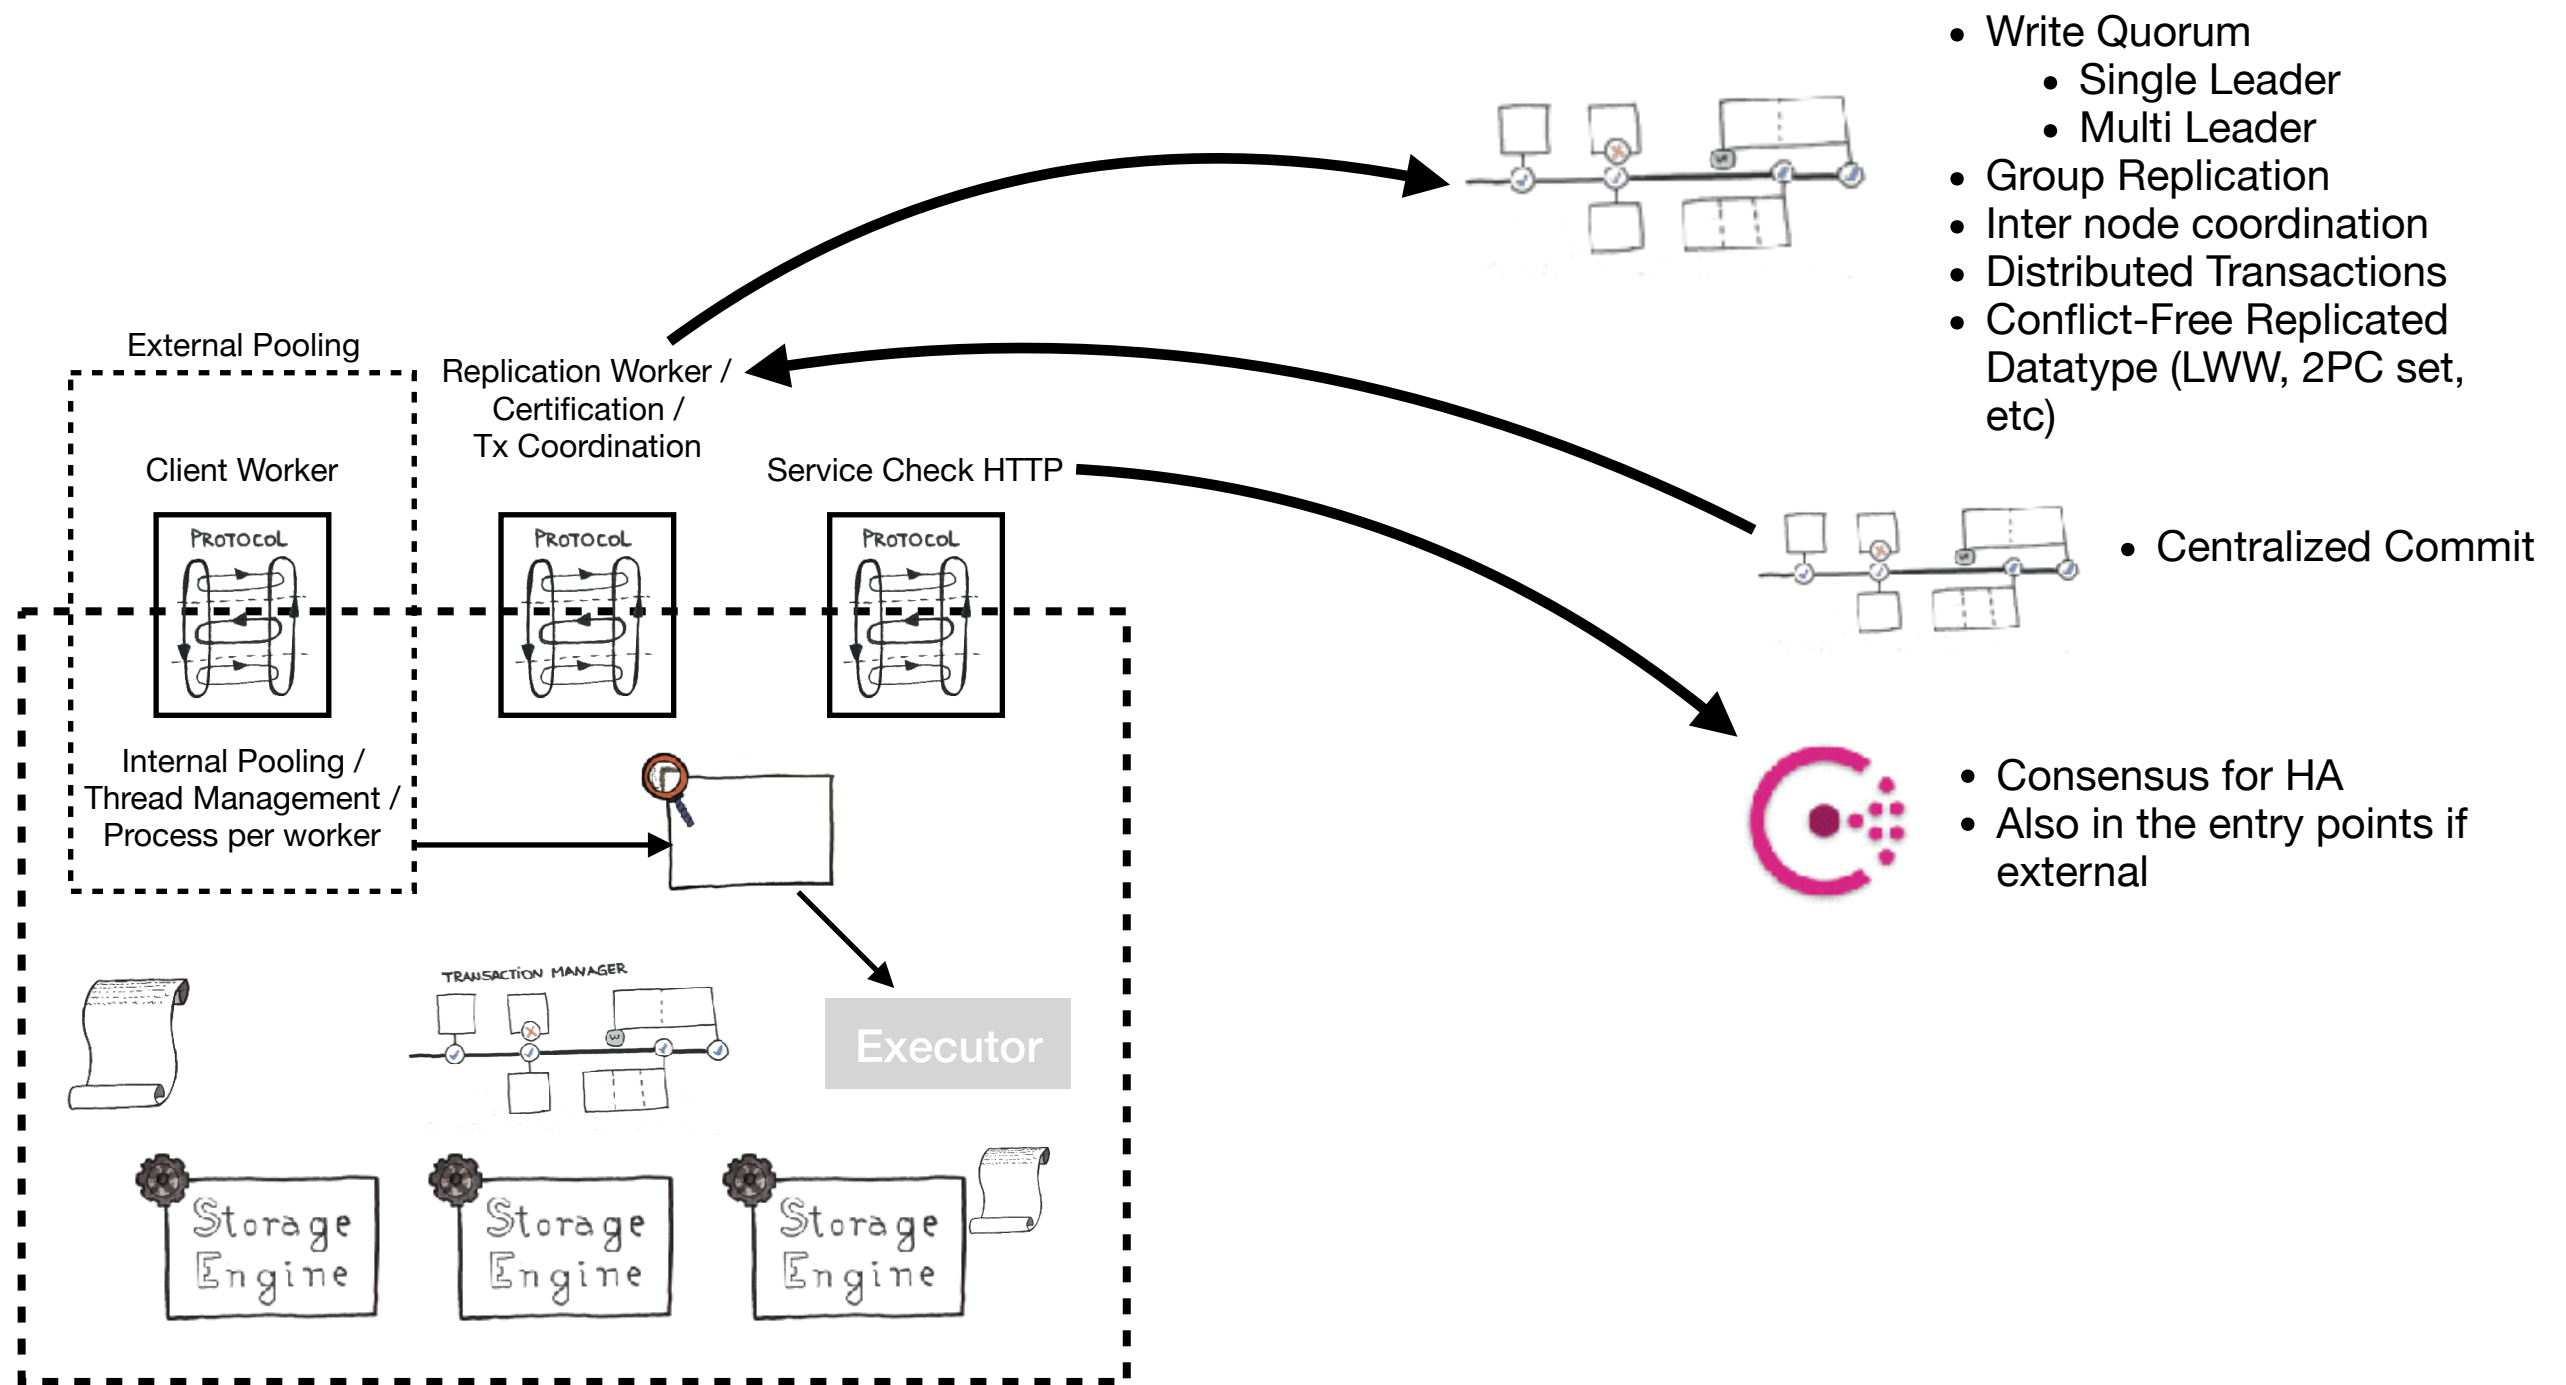 • Write Quorum
• Single Leader
• Multi Leader
• Group Replication
• Inter node coordination
• Distributed Transactions
• Conflict-Free Replicated
Datatype (LWW, 2PC set,
etc)
External Pooling
Replication Worker /
Certification /
Tx Coordination
Client Worker
Service Check HTTP
PROTOCOL
PROTOCOL
PROTOCOL
• Centralized Commit
Internal Pooling /
Thread Management /
Process per worker
• Consensus for HA
• Also in the entry points if
external
TRANSACTION MANAGER
Executor
Storage
Engine
Storage
Engine
Storage
Engine